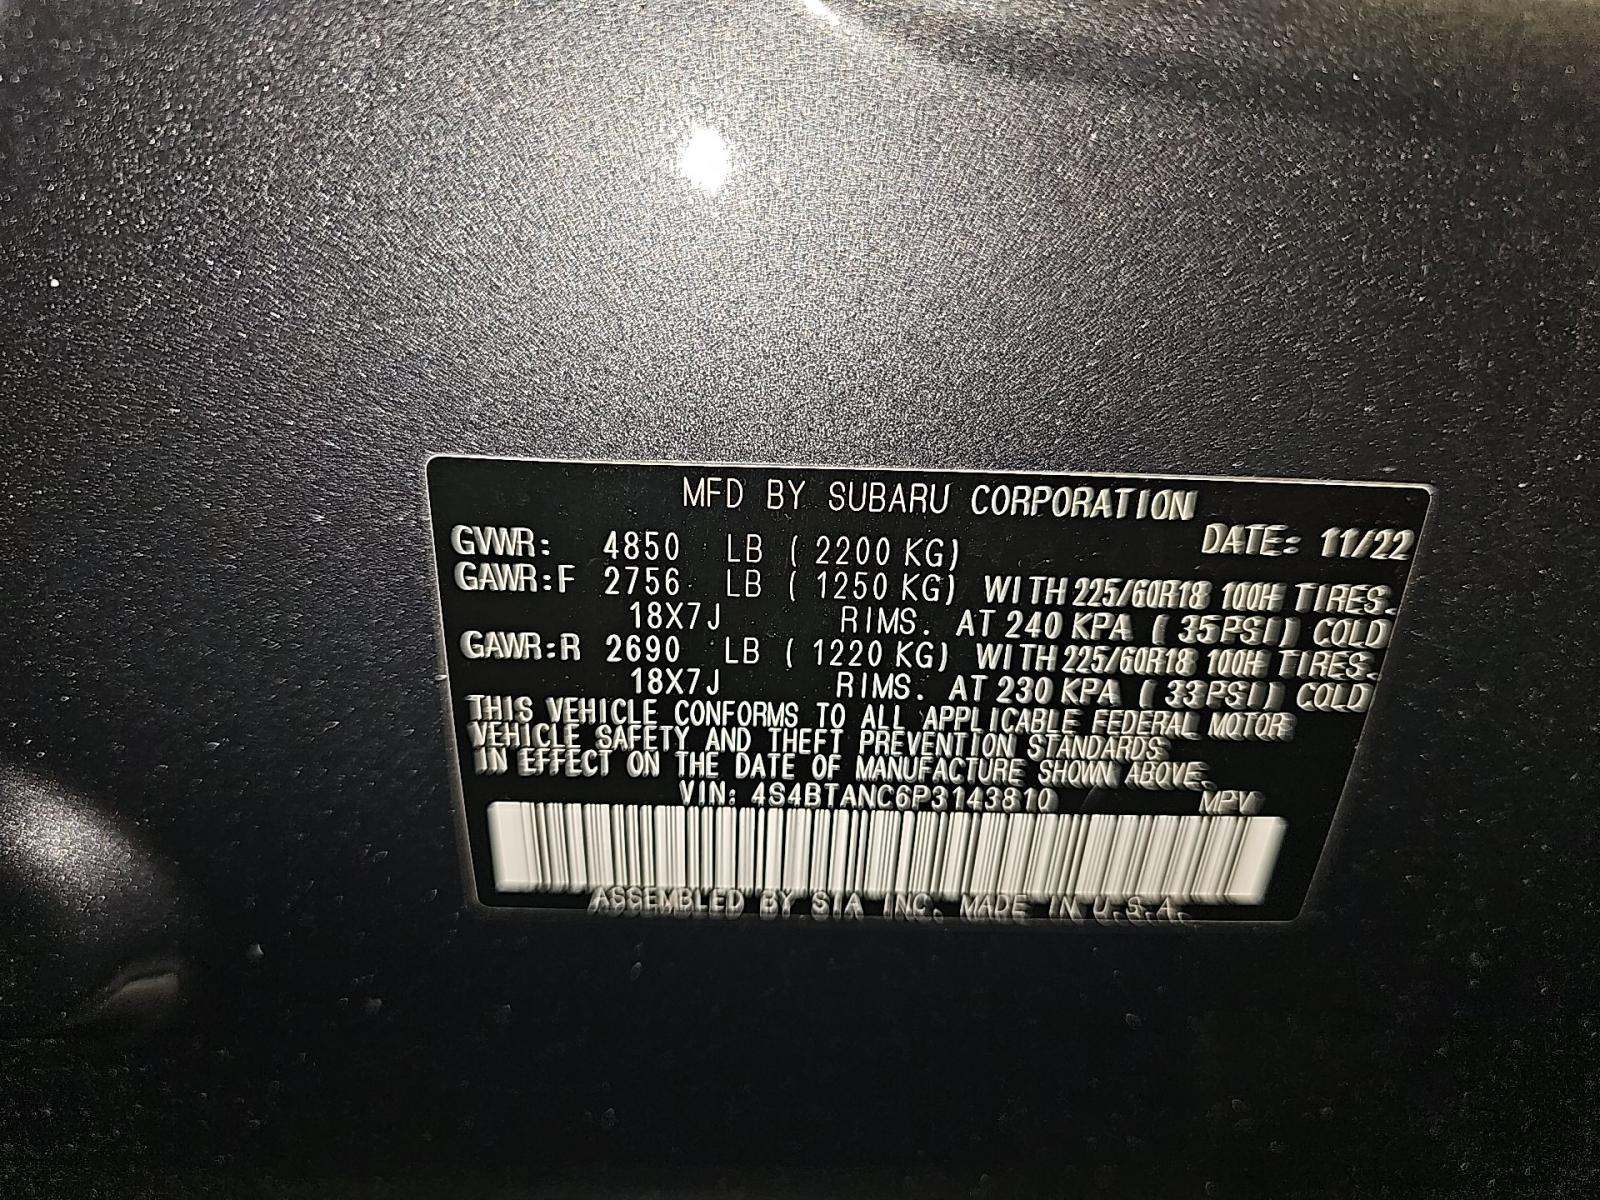 MFD BY SUBARU CORPORATION
DATE: 11/22
GVWR: 4850 LB (2200 KG)
GAWR:F 2756 LB (1250 KG) WITH 225/60R18 100H TIRES.
18X7J RIMS. AT 240 KPA (35PSI) COLD
GAWR:R 2690 LB (1220 KG) WITH 225/60R18 100H TIRES.
18X7J RIMS. AT 230 KPA (33PSI) COLD
THIS VEHICLE CONFORMS TO ALL APPLICABLE FEDERAL MOTOR
VEHICLE SAFETY AND THEFT PREVENTION STANDARDS
IN EFFECT ON THE DATE OF MANUFACTURE SHOWN ABOVE.
VIN: 4S4BTANC6P3143810 MPV
ASSEMBLED BY SIA INC. MADE IN U.S.A.